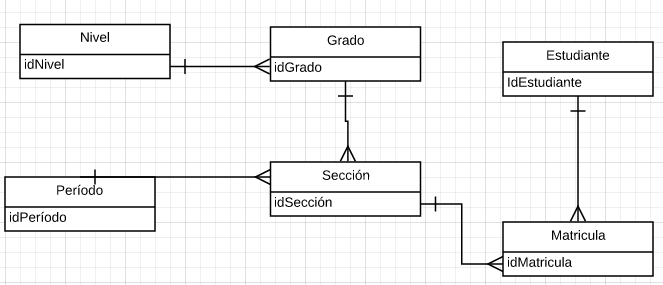 Nivel
idNivel
Grado
idGrado
Estudiante
IdEstudiante
Período
idPeríodo
Sección
idSección
Matricula
idMatricula